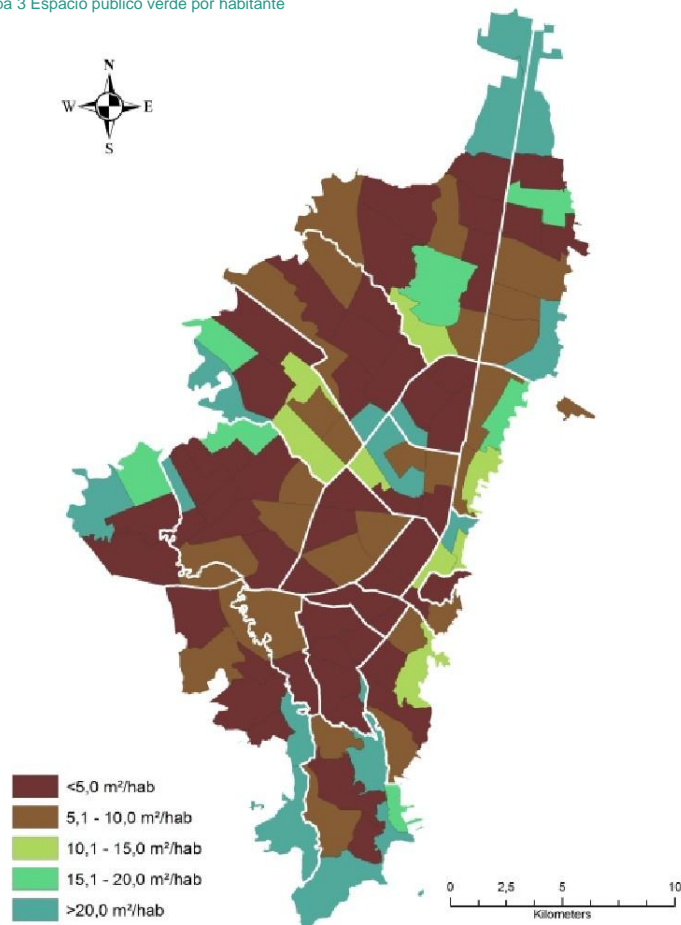 3 Espacio público verde por habitante
N
W E
S
<5,0 m²/hab
5,1 - 10,0 m²/hab
10,1 - 15,0 m²/hab
15,1 - 20,0 m²/hab
>20,0 m²/hab
0 2,5 5 10
Kilometers